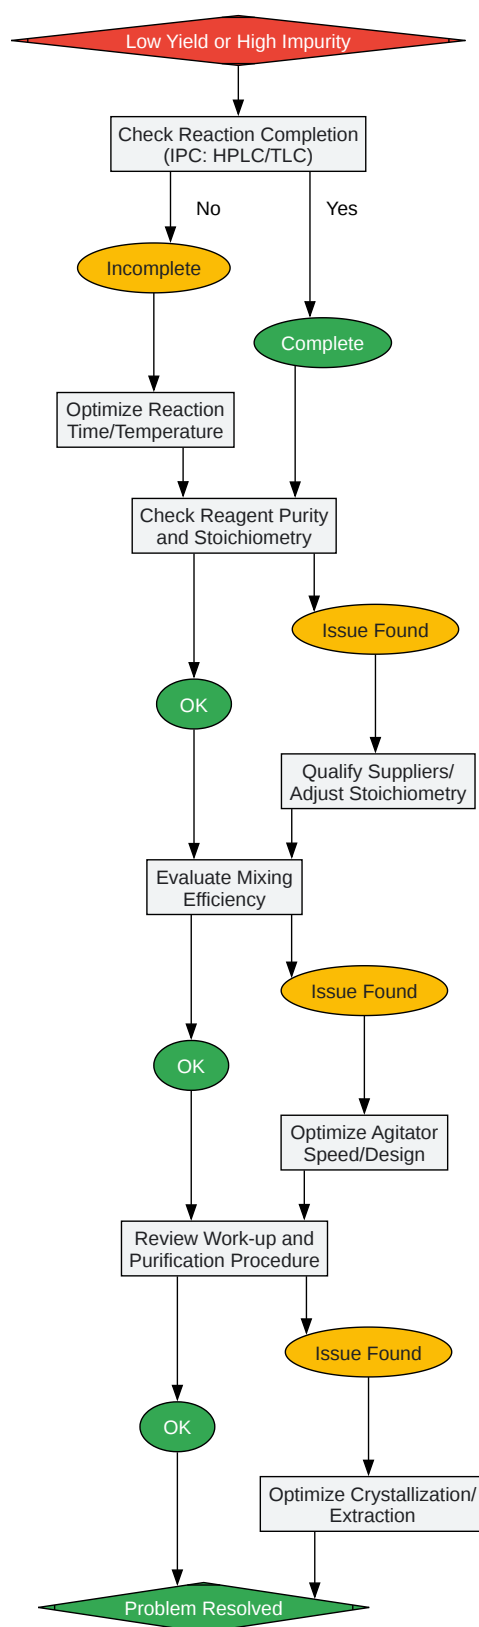 Low Yield or High Impurity
Check Reaction Completion
(IPC: HPLC/TLC)
No
Yes
Incomplete
Complete
Optimize Reaction
Time/Temperature
Check Reagent Purity
and Stoichiometry
Issue Found
OK
Qualify Suppliers/
Adjust Stoichiometry
Evaluate Mixing
Efficiency
Issue Found
OK
Optimize Agitator
Speed/Design
Review Work-up and
Purification Procedure
Issue Found
OK
Optimize Crystallization/
Extraction
Problem Resolved